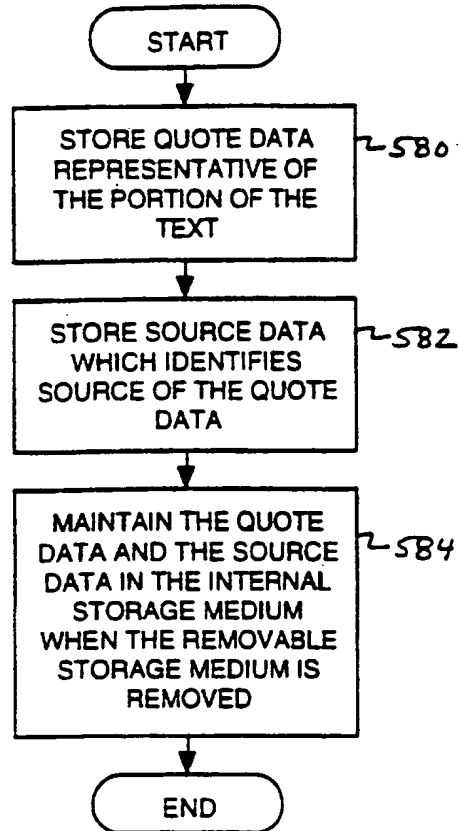 START
STORE QUOTE DATA
580
REPRESENTATIVE OF
THE PORTION OF THE
TEXT
STORE SOURCE DATA
582
WHICH IDENTIFIES
SOURCE OF THE QUOTE
DATA
MAINTAIN THE QUOTE
DATA AND THE SOURCE
584
DATA IN THE INTERNAL
STORAGE MEDIUM
WHEN THE REMOVABLE
STORAGE MEDIUM IS
REMOVED
END